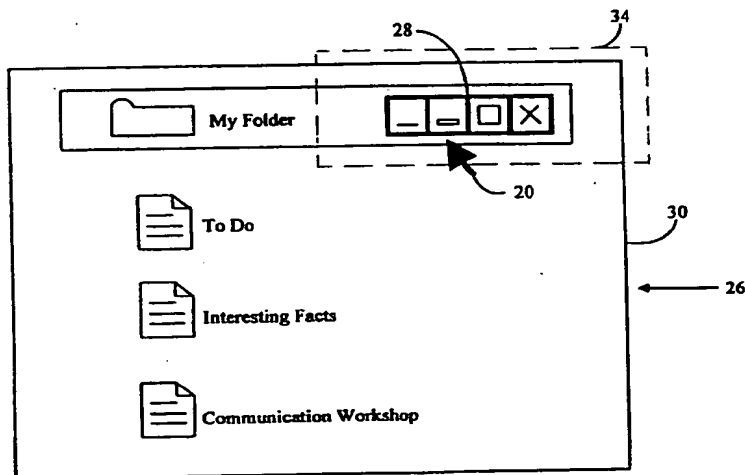 34
28
My Folder
20
To Do
30
26
Interesting Facts
Communication Workshop